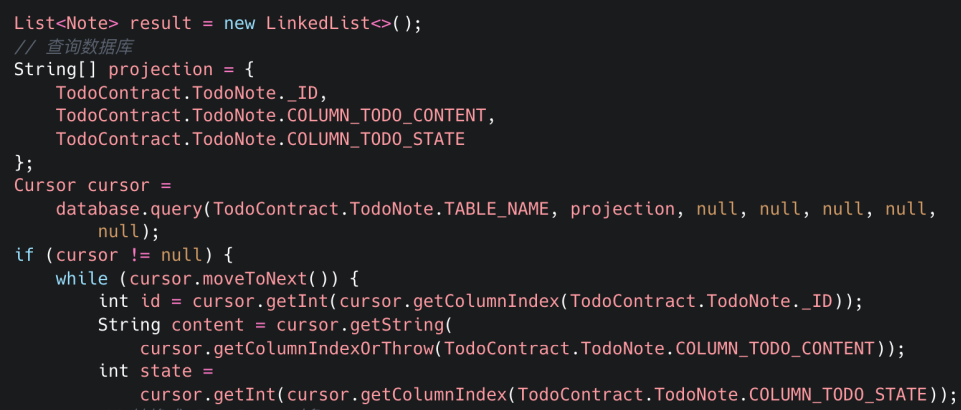 List<Note> result = new LinkedList<>();
// 查询数据库
String[] projection = {
    TodoContract.TodoNote._ID,
    TodoContract.TodoNote.COLUMN_TODO_CONTENT,
    TodoContract.TodoNote.COLUMN_TODO_STATE
};
Cursor cursor =
    database.query(TodoContract.TodoNote.TABLE_NAME, projection, null, null, null, null,
        null);
if (cursor != null) {
    while (cursor.moveToNext()) {
        int id = cursor.getInt(cursor.getColumnIndex(TodoContract.TodoNote._ID));
        String content = cursor.getString(
            cursor.getColumnIndexOrThrow(TodoContract.TodoNote.COLUMN_TODO_CONTENT));
        int state =
            cursor.getInt(cursor.getColumnIndex(TodoContract.TodoNote.COLUMN_TODO_STATE));